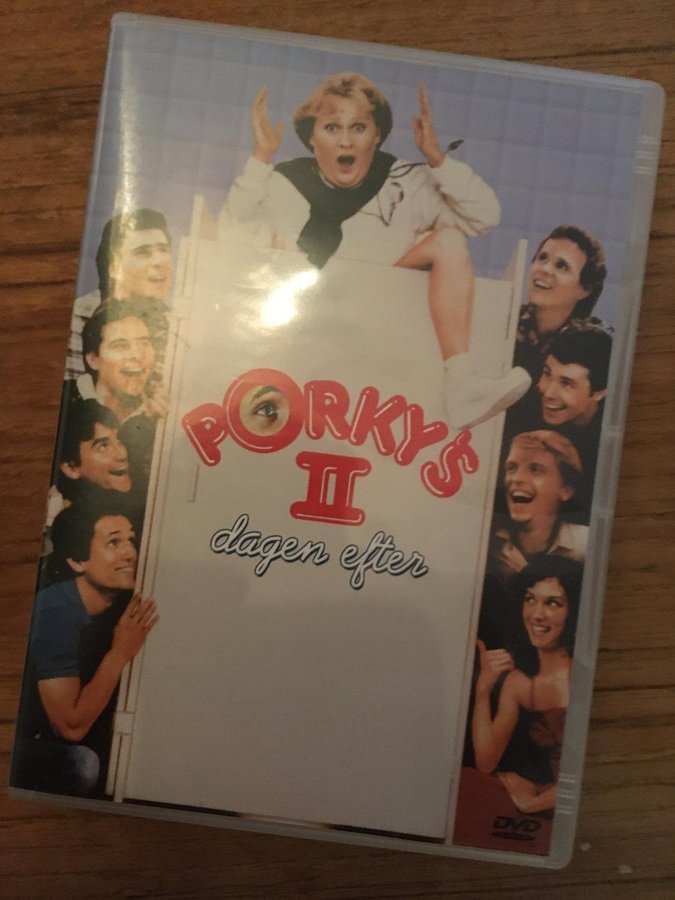 PORKY'S
II
dagen efter
DVD